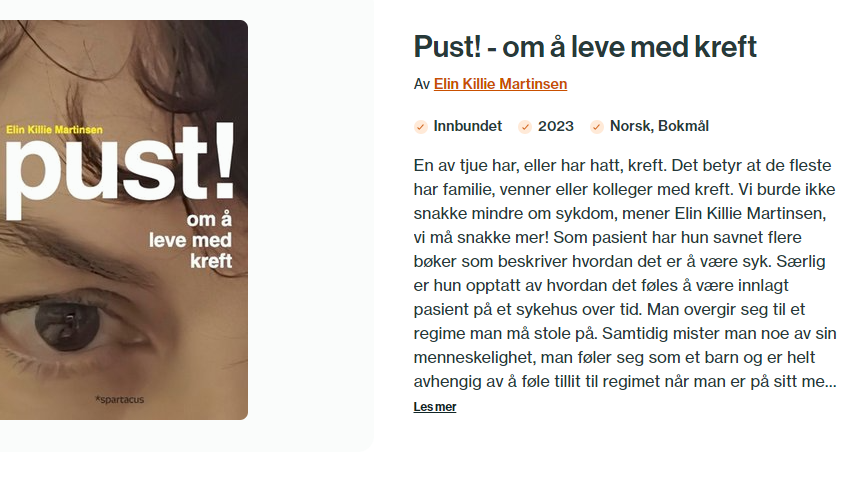 Elin Killie Martinsen
pust!
om å
leve med
kreft
*spartacus
Pust! - om å leve med kreft
Av Elin Killie Martinsen
Innbundet 2023 Norsk, Bokmål
En av tjue har, eller har hatt, kreft. Det betyr at de fleste
har familie, venner eller kolleger med kreft. Vi burde ikke
snakke mindre om sykdom, mener Elin Killie Martinsen,
vi må snakke mer! Som pasient har hun savnet flere
bøker som beskriver hvordan det er å være syk. Særlig
er hun opptatt av hvordan det føles å være innlagt
pasient på et sykehus over tid. Man overgir seg til et
regime man må stole på. Samtidig mister man noe av sin
menneskelighet, man føler seg som et barn og er helt
avhengig av å føle tillit til regimet når man er på sitt me...
Les mer